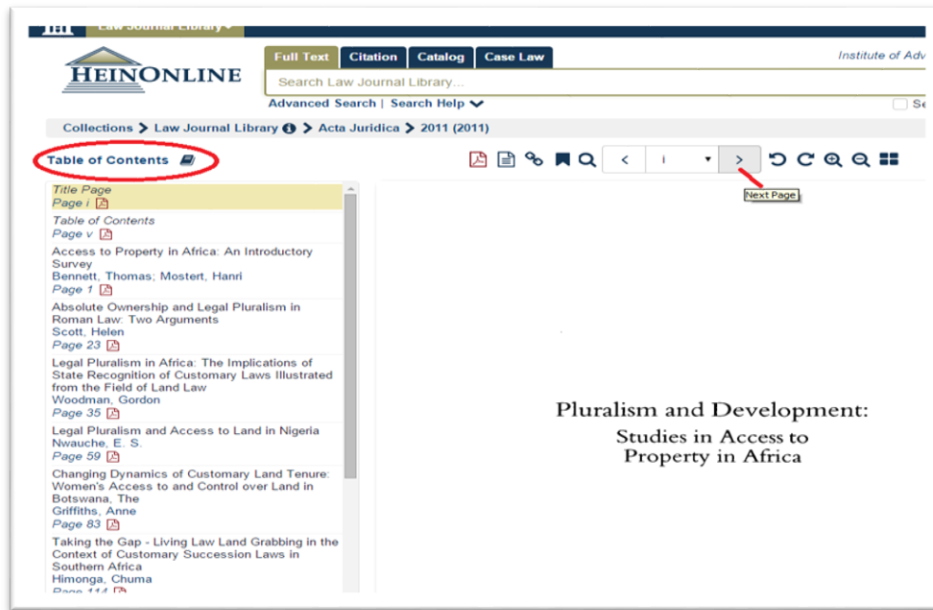 Law Journal Library
HEINONLINE
Full Text Citation Catalog Case Law
Institute of Adv
Search Law Journal Library...
Advanced Search | Search Help
Se
Collections > Law Journal Library > Acta Juridica > 2011 (2011)
Table of Contents
< i >
Next Page
Title Page
Page i
Table of Contents
Page v
Access to Property in Africa: An Introductory
Survey
Bennett, Thomas; Mostert, Hanri
Page 1
Absolute Ownership and Legal Pluralism in
Roman Law: Two Arguments
Scott, Helen
Page 23
Legal Pluralism in Africa: The Implications of
State Recognition of Customary Laws Illustrated
from the Field of Land Law
Woodman, Gordon
Page 35
Legal Pluralism and Access to Land in Nigeria
Nwauche, E. S.
Page 59
Changing Dynamics of Customary Land Tenure:
Women's Access to and Control over Land in
Botswana, The
Griffiths, Anne
Page 83
Taking the Gap - Living Law Land Grabbing in the
Context of Customary Succession Laws in
Southern Africa
Himonga, Chuma
Page 114
Pluralism and Development:
Studies in Access to
Property in Africa